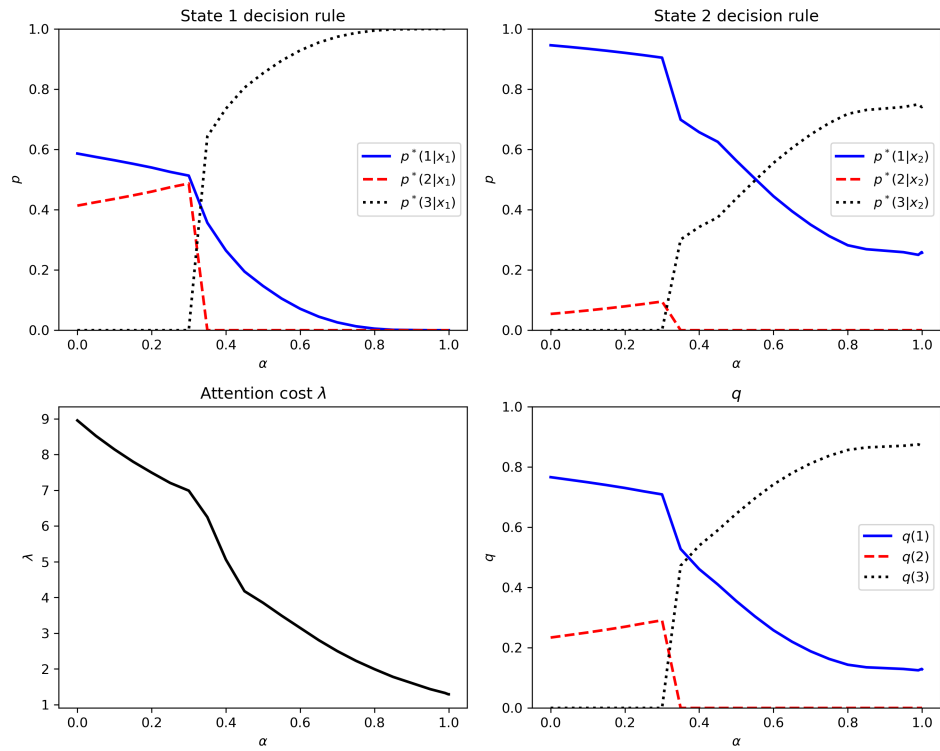 State 1 decision rule
1.0
0.8
0.6
0.4
0.2
0.0
p
p*(1|x₁)
p*(2|x₁)
p*(3|x₁)
0.0 0.2 0.4 0.6 0.8 1.0
α
State 2 decision rule
1.0
0.8
0.6
0.4
0.2
0.0
p
p*(1|x₂)
p*(2|x₂)
p*(3|x₂)
0.0 0.2 0.4 0.6 0.8 1.0
α
Attention cost λ
9
8
7
6
5
4
3
2
1
λ
0.0 0.2 0.4 0.6 0.8 1.0
α
q
1.0
0.8
0.6
0.4
0.2
0.0
q
q(1)
q(2)
q(3)
0.0 0.2 0.4 0.6 0.8 1.0
α